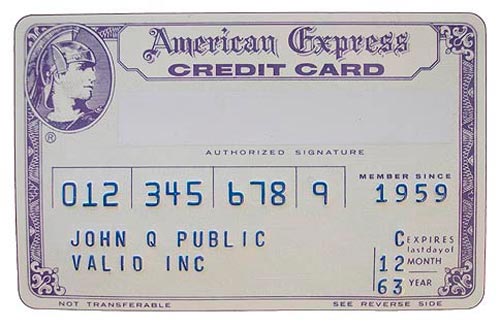 American Express
CREDIT CARD
®
AUTHORIZED SIGNATURE
MEMBER SINCE
012 345 678 9 1959
JOHN Q PUBLIC
VALID INC
C EXPIRES
last day of
12 MONTH
63 YEAR
NOT TRANSFERABLE SEE REVERSE SIDE